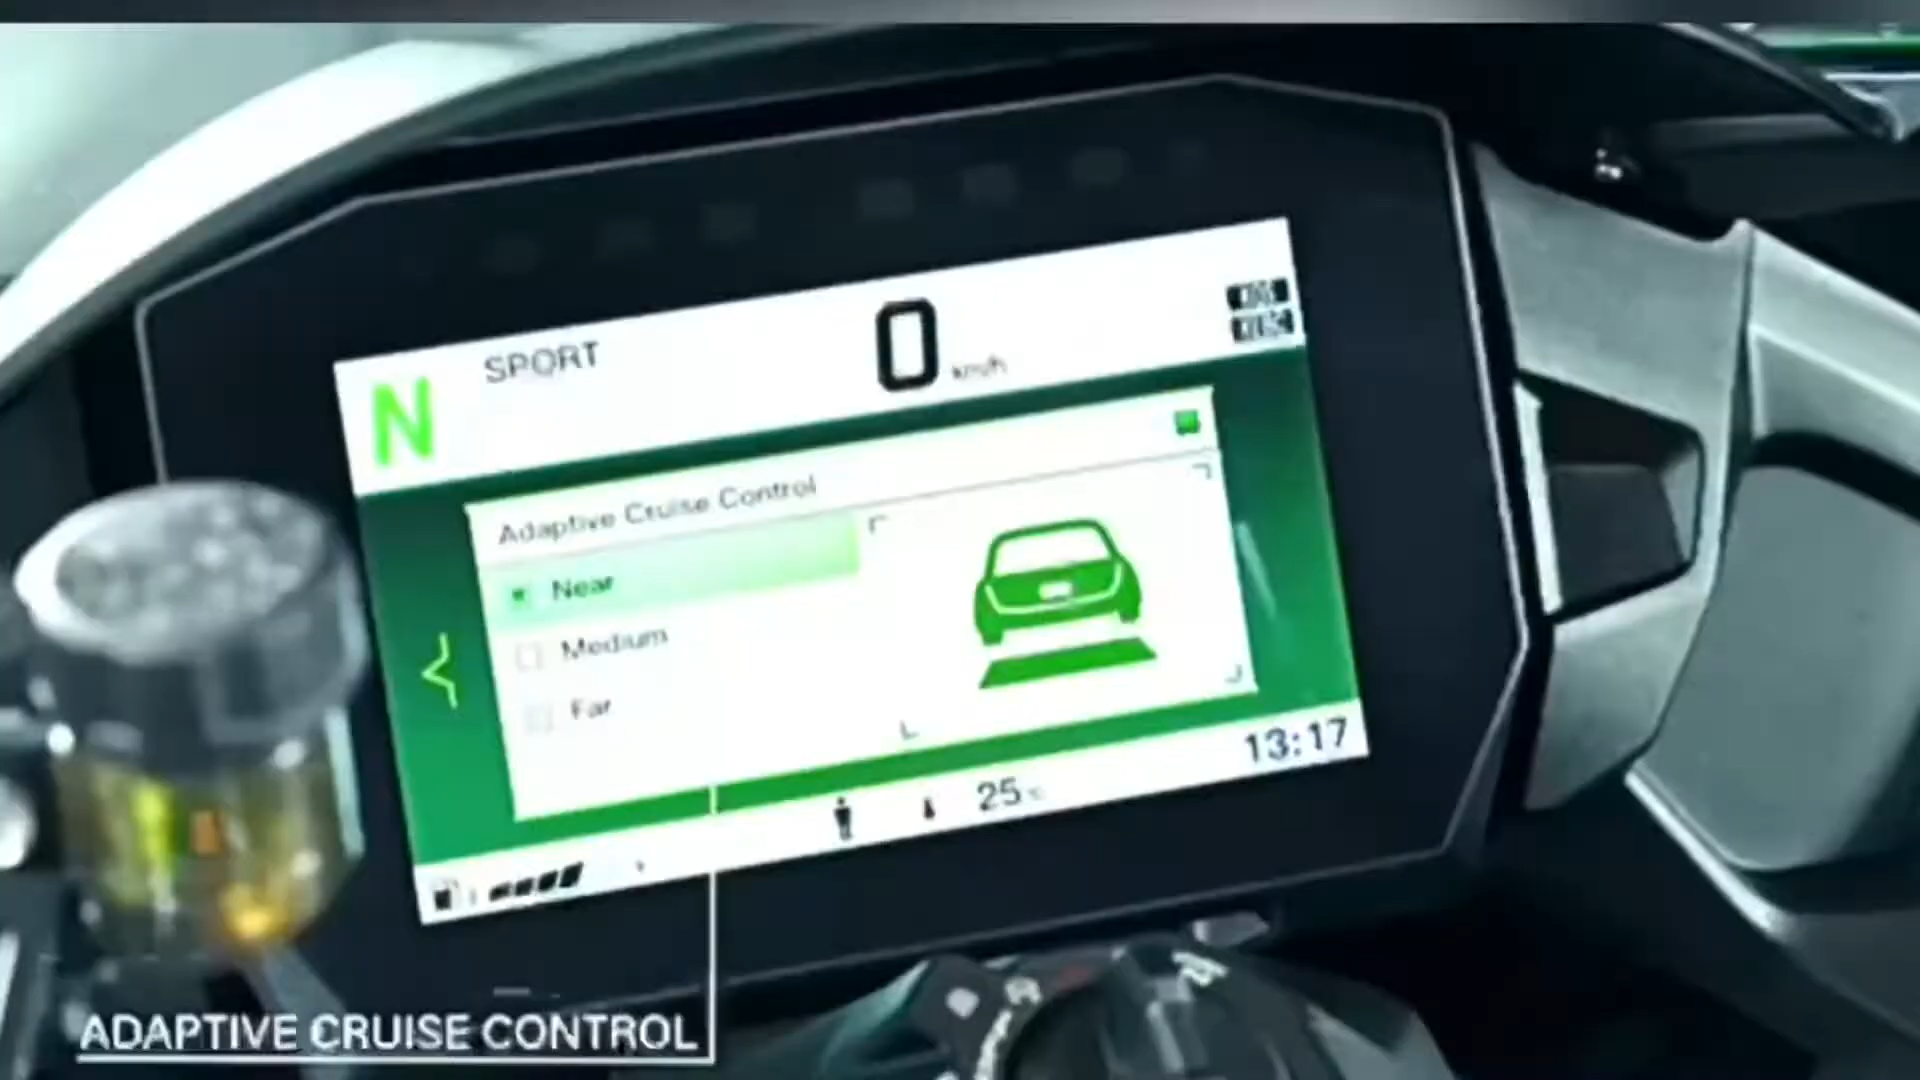 SPORT
0 km/h
N
Adaptive Cruise Control
Near
Medium
Far
13:17
25 °C
ADAPTIVE CRUISE CONTROL